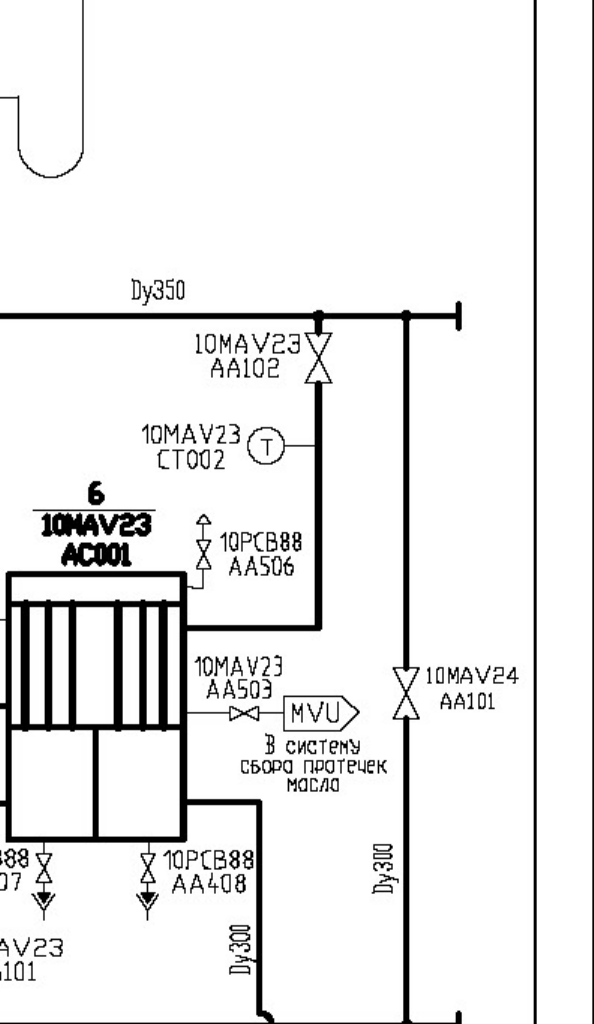 Dy350
10MAV23
AA102
10MAV23
CT002
T
6
10MAV23
AC001
10PCB88
AA506
10MAV23
AA503
MVU
В систему
сбора протечек
масла
10MAV24
AA101
B88
07
10PCB88
AA408
Dy300
Dy300
AV23
101